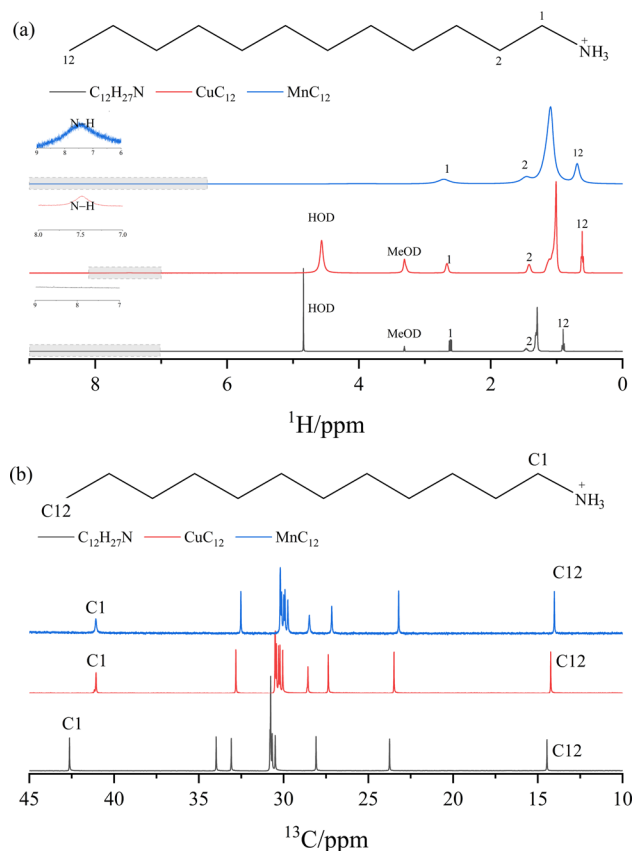 (a)
1
12
2
+
NH₃
C₁₂H₂₇N CuC₁₂ MnC₁₂
N–H
9 8 7 6
1 2 12
N–H
8.0 7.5 7.0
HOD MeOD 1 2 12
9 8 7
HOD MeOD 1 2 12
8 6 4 2 0
¹H/ppm
(b)
C1
C12
+
NH₃
C₁₂H₂₇N CuC₁₂ MnC₁₂
C1 C12
C1 C12
C1 C12
45 40 35 30 25 20 15 10
¹³C/ppm